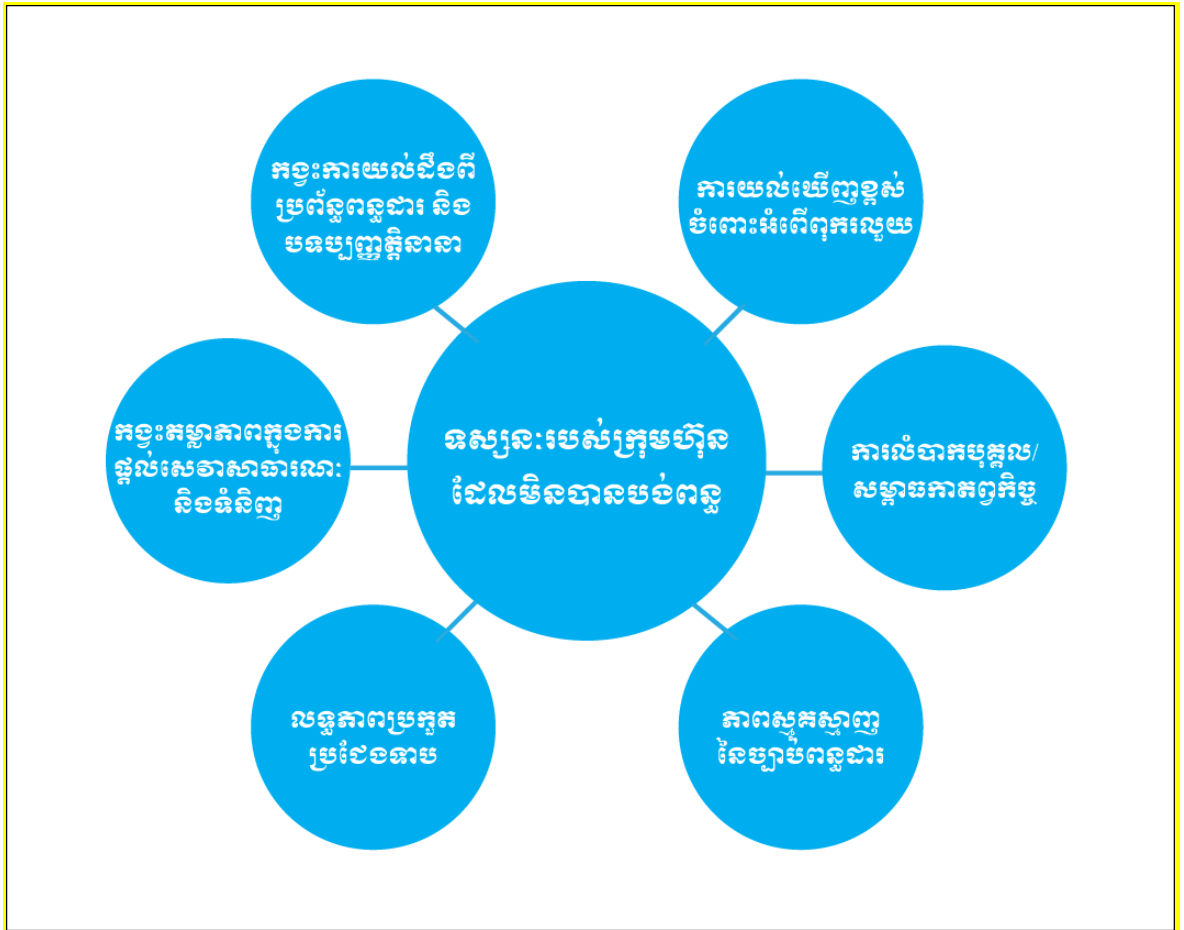 កង្វះការយល់ដឹងពី
ប្រព័ន្ធពន្ធដារ និង
បទប្បញ្ញត្តិនានា
ការយល់ឃើញខ្ពស់
ចំពោះអំពើពុករលួយ
កង្វះតម្លាភាពក្នុងការ
ផ្តល់សេវាសាធារណៈ
និងទំនិញ
ទស្សនៈរបស់ក្រុមហ៊ុន
ដែលមិនបានបង់ពន្ធ
ការលំបាកបុគ្គល/
សម្ពាធកាតព្វកិច្ច
លទ្ធភាពប្រកួត
ប្រជែងទាប
ភាពស្មុគស្មាញ
នៃច្បាប់ពន្ធដារ